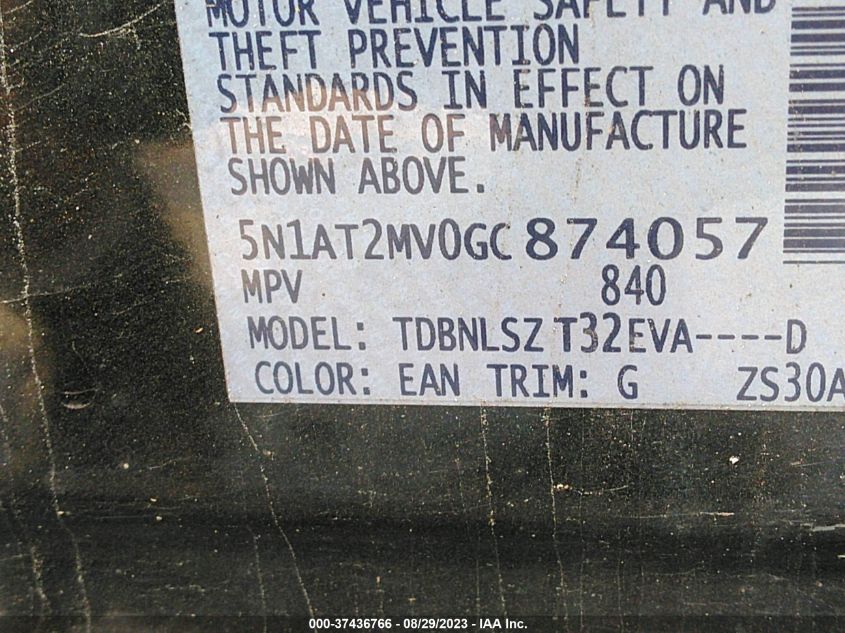 MOTOR VEHICLE SAFETY AND
THEFT PREVENTION
STANDARDS IN EFFECT ON
THE DATE OF MANUFACTURE
SHOWN ABOVE.
5N1AT2MV0GC874057
MPV 840
MODEL: TDBNLSZ T32EVA----D
COLOR: EAN TRIM: G ZS30A
000-37436766 - 08/29/2023 - IAA Inc.